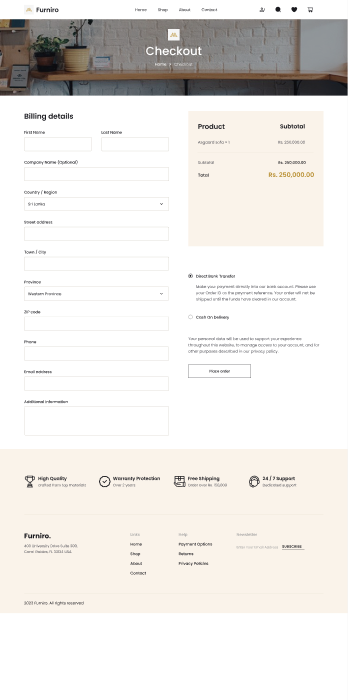 Furniro
Home Shop About Contact
Checkout
Home > Checkout
Billing details
First Name
Last Name
Company Name (Optional)
Country / Region
Sri Lanka
Street address
Town / City
Province
Western Province
ZIP code
Phone
Email address
Additional information
Product Subtotal
Asgaard sofa × 1 Rs. 250,000.00
Subtotal Rs. 250,000.00
Total Rs. 250,000.00
Direct Bank Transfer
Make your payment directly into our bank account. Please use
your Order ID as the payment reference. Your order will not be
shipped until the funds have cleared in our account.
Cash On Delivery
Your personal data will be used to support your experience
throughout this website, to manage access to your account, and for
other purposes described in our privacy policy.
Place order
High Quality
crafted from top materials
Warranty Protection
Over 2 years
Free Shipping
Order over Rs. 150,000
24 / 7 Support
Dedicated support
Furniro.
400 University Drive Suite 200,
Coral Gables, FL 33134 USA
Links
Home
Shop
About
Contact
Help
Payment Options
Returns
Privacy Policies
Newsletter
Enter Your Email Address SUBSCRIBE
2023 Furniro. All rights reserved